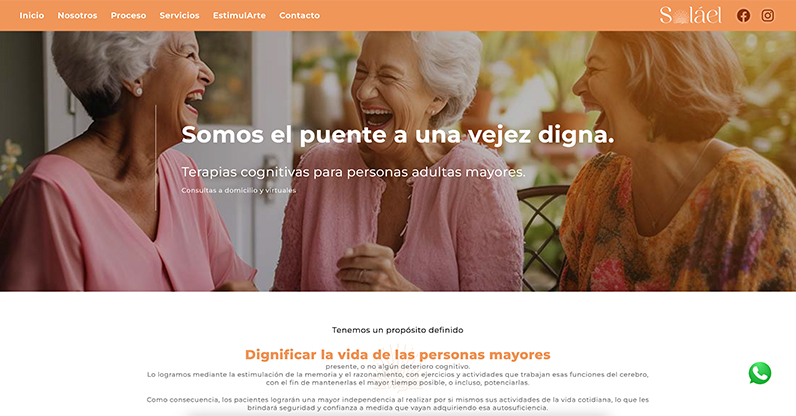 Inicio Nosotros Proceso Servicios EstimulArte Contacto Soláel
Somos el puente a una vejez digna.
Terapias cognitivas para personas adultas mayores.
Consultas a domicilio y virtuales
Tenemos un propósito definido
Dignificar la vida de las personas mayores
presente, o no algún deterioro cognitivo.
Lo logramos mediante la estimulación de la memoria y el razonamiento, con ejercicios y actividades que trabajan esas funciones del cerebro,
con el fin de mantenerlas el mayor tiempo posible, o incluso, potenciarlas.
Como consecuencia, los pacientes lograrán una mayor independencia al realizar por si mismos sus actividades de la vida cotidiana, lo que les
brindará seguridad y confianza a medida que vayan adquiriendo esa autosuficiencia.